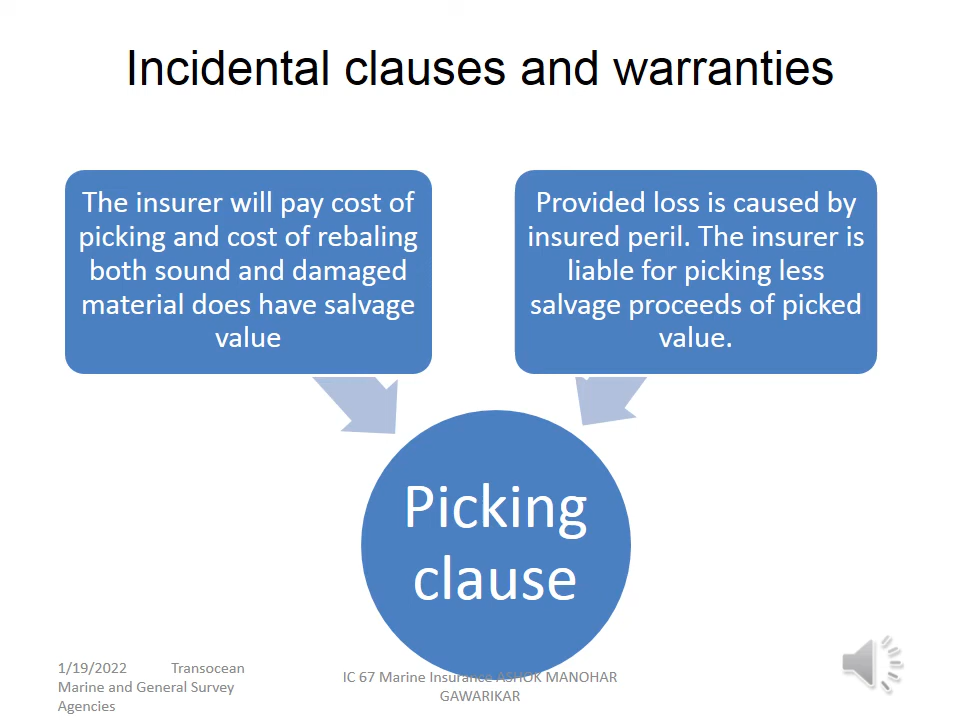 Incidental clauses and warranties
The insurer will pay cost of
picking and cost of rebaling
both sound and damaged
material does have salvage
value
Provided loss is caused by
insured peril. The insurer is
liable for picking less
salvage proceeds of picked
value.
Picking
clause
1/19/2022 Transocean
Marine and General Survey
Agencies
IC 67 Marine Insurance ASHOK MANOHAR
GAWARIKAR